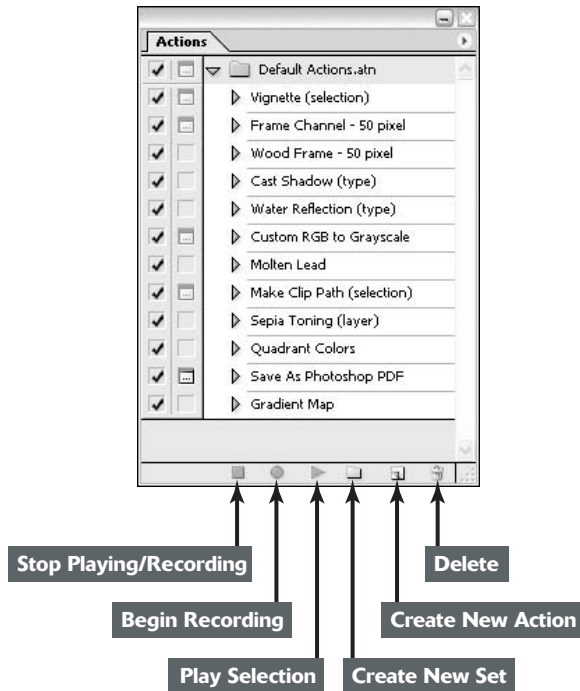 Actions
Default Actions.atn
Vignette (selection)
Frame Channel - 50 pixel
Wood Frame - 50 pixel
Cast Shadow (type)
Water Reflection (type)
Custom RGB to Grayscale
Molten Lead
Make Clip Path (selection)
Sepia Toning (layer)
Quadrant Colors
Save As Photoshop PDF
Gradient Map
Stop Playing/Recording
Delete
Begin Recording
Create New Action
Play Selection
Create New Set